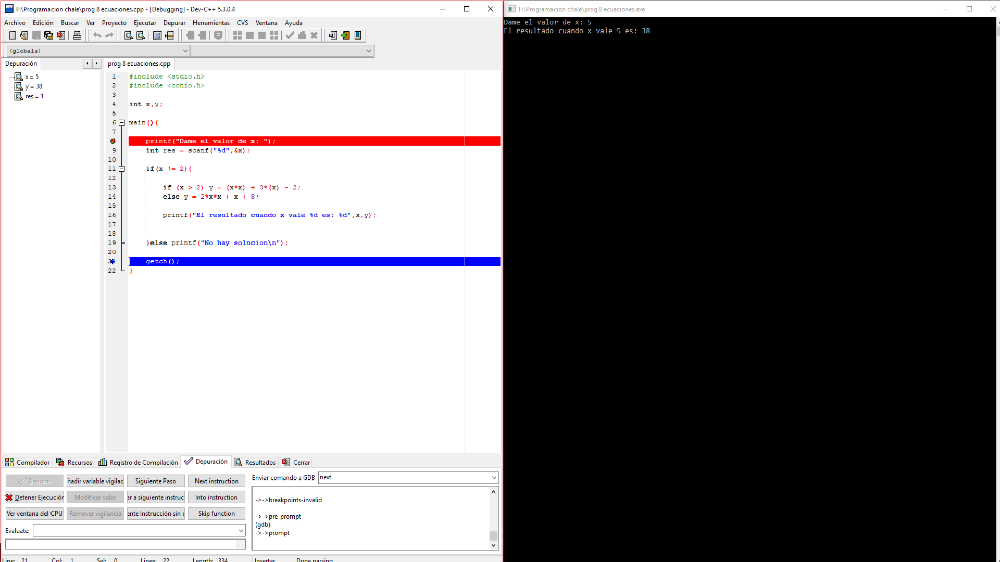 F:\Programacion chale\prog 8 ecuaciones.cpp - [Debugging] - Dev-C++ 5.3.0.4
Archivo Edición Buscar Ver Proyecto Ejecutar Depurar Herramientas CVS Ventana Ayuda
(globals)
Depuración
x = 5
y = 38
res = 1
prog 8 ecuaciones.cpp
1 #include <stdio.h>
2 #include <conio.h>
3
4 int x,y;
5
6 main(){
7
printf("Dame el valor de x: ");
9 int res = scanf("%d",&x);
10
11 if(x != 2){
12
13 if (x > 2) y = (x*x) + 3*(x) - 2;
14 else y = 2*x*x + x + 8;
15
16 printf("El resultado cuando x vale %d es: %d",x,y);
17
18
19 }else printf("No hay solucion\n");
20
21 getch();
22 }
Compilador Recursos Registro de Compilación Depuración Resultados Cerrar
Depurar ñadir variable vigilac Siguiente Paso Next instruction
Detener Ejecución Modificar valor ar a siguiente instruc Into instruction
Ver ventana del CPU Remover vigilancia ente Instrucción sin e Skip function
Evaluate:
Enviar comando a GDB next
->->breakpoints-invalid
->->pre-prompt
(gdb)
->->prompt
Line: 21 Col: 1 Sel: 0 Lines: 22 Length: 334 Insertar Done parsing
F:\Programacion chale\prog 8 ecuaciones.exe
Dame el valor de x: 5
El resultado cuando x vale 5 es: 38